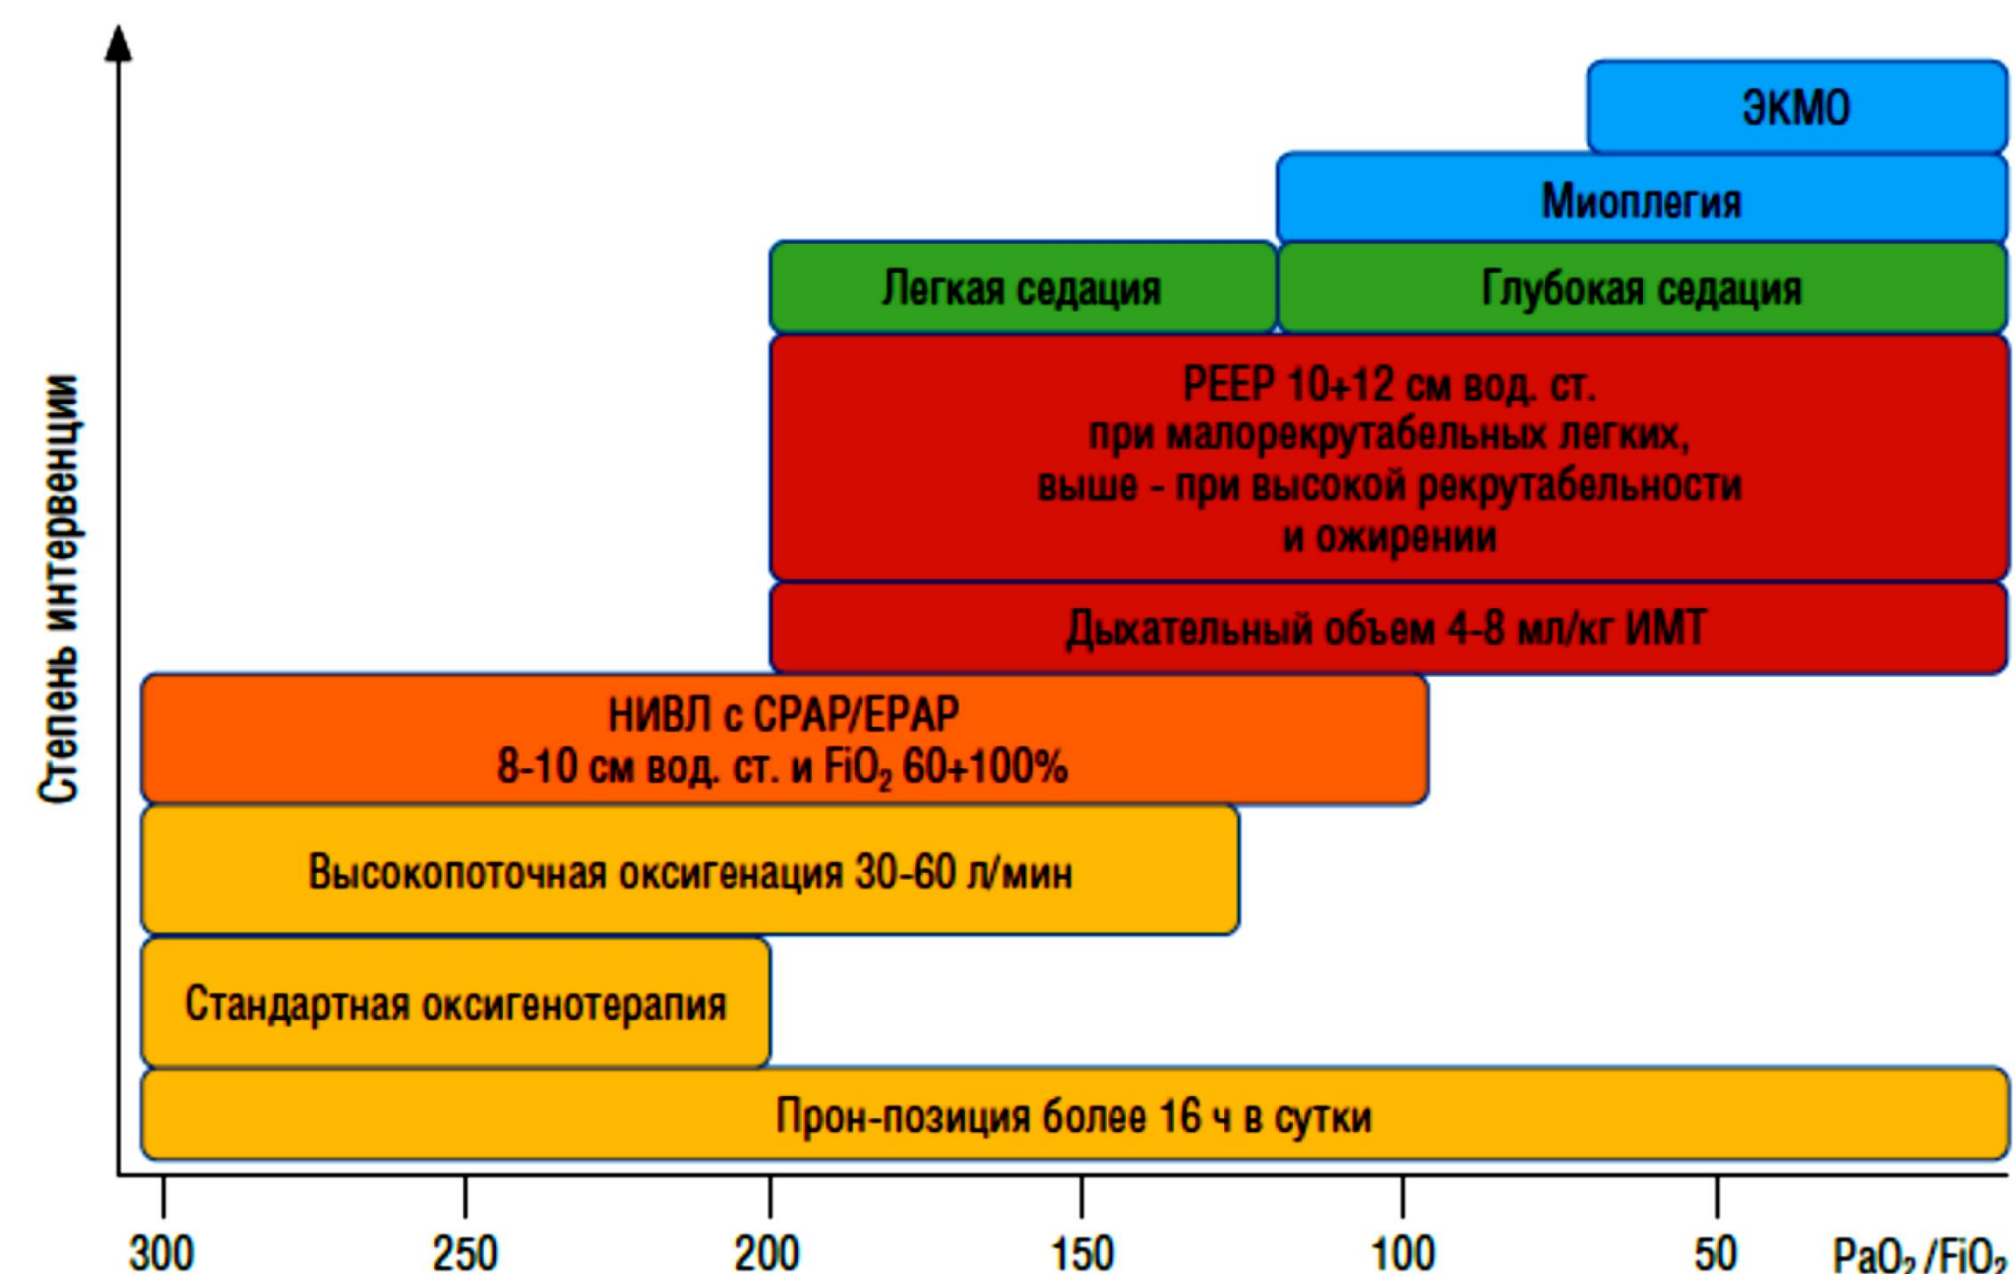 ЭКМО
Миоплегия
Легкая седация
Глубокая седация
PEEP 10+12 см вод. ст.
при малорекрутабельных легких,
выше - при высокой рекрутабельности
и ожирении
Дыхательный объем 4-8 мл/кг ИМТ
НИВЛ с CPAP/EPAP
8-10 см вод. ст. и FiO₂ 60+100%
Высокопоточная оксигенация 30-60 л/мин
Стандартная оксигенотерапия
Прон-позиция более 16 ч в сутки
Степень интервенции
300 250 200 150 100 50 PaO₂/FiO₂